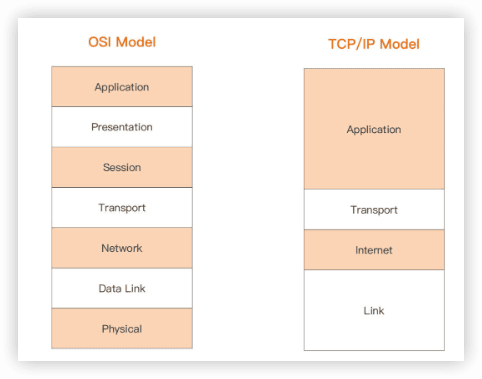 OSI Model
Application
Presentation
Session
Transport
Network
Data Link
Physical
TCP/IP Model
Application
Transport
Internet
Link